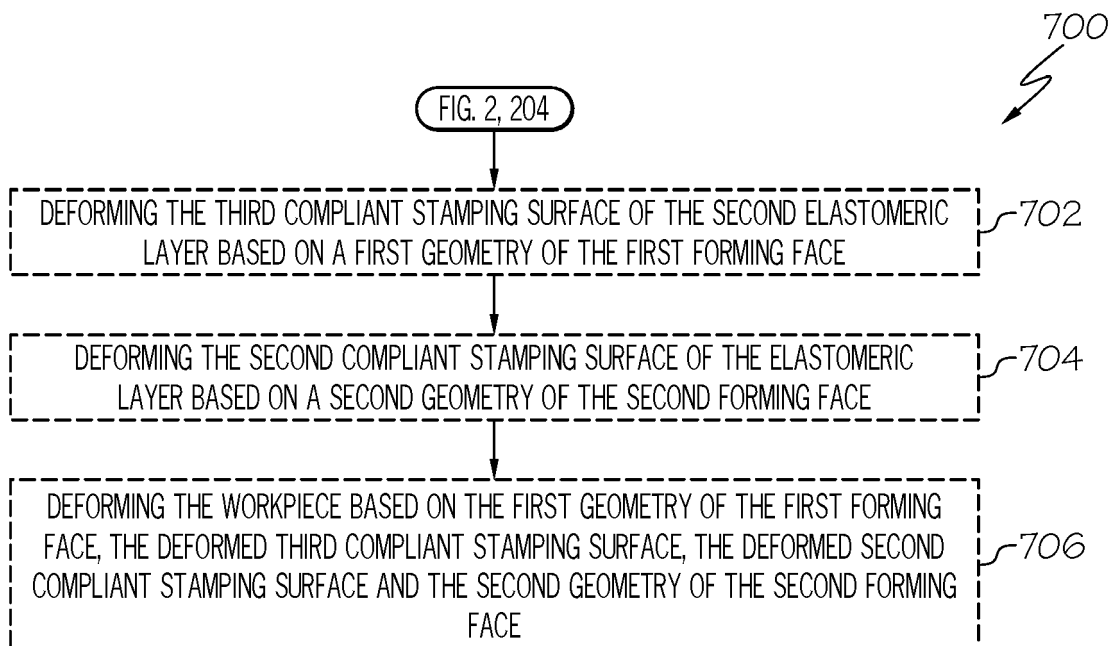 700
FIG. 2, 204
DEFORMING THE THIRD COMPLIANT STAMPING SURFACE OF THE SECOND ELASTOMERIC
LAYER BASED ON A FIRST GEOMETRY OF THE FIRST FORMING FACE
702
DEFORMING THE SECOND COMPLIANT STAMPING SURFACE OF THE ELASTOMERIC
LAYER BASED ON A SECOND GEOMETRY OF THE SECOND FORMING FACE
704
DEFORMING THE WORKPIECE BASED ON THE FIRST GEOMETRY OF THE FIRST FORMING
FACE, THE DEFORMED THIRD COMPLIANT STAMPING SURFACE, THE DEFORMED SECOND
COMPLIANT STAMPING SURFACE AND THE SECOND GEOMETRY OF THE SECOND FORMING
FACE
706